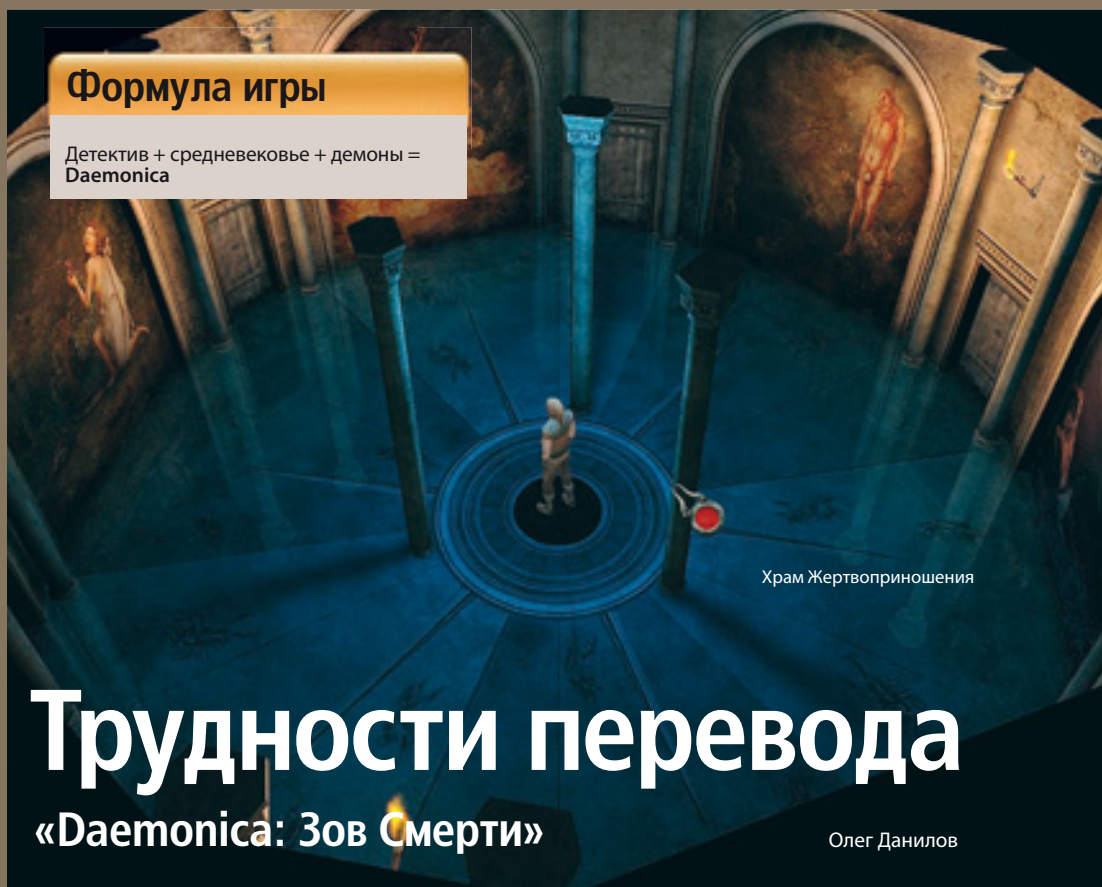 Формула игры
Детектив + средневековье + демоны =
Daemonica
Храм Жертвоприношения
Трудности перевода
«Daemonica: Зов Смерти»
Олег Данилов